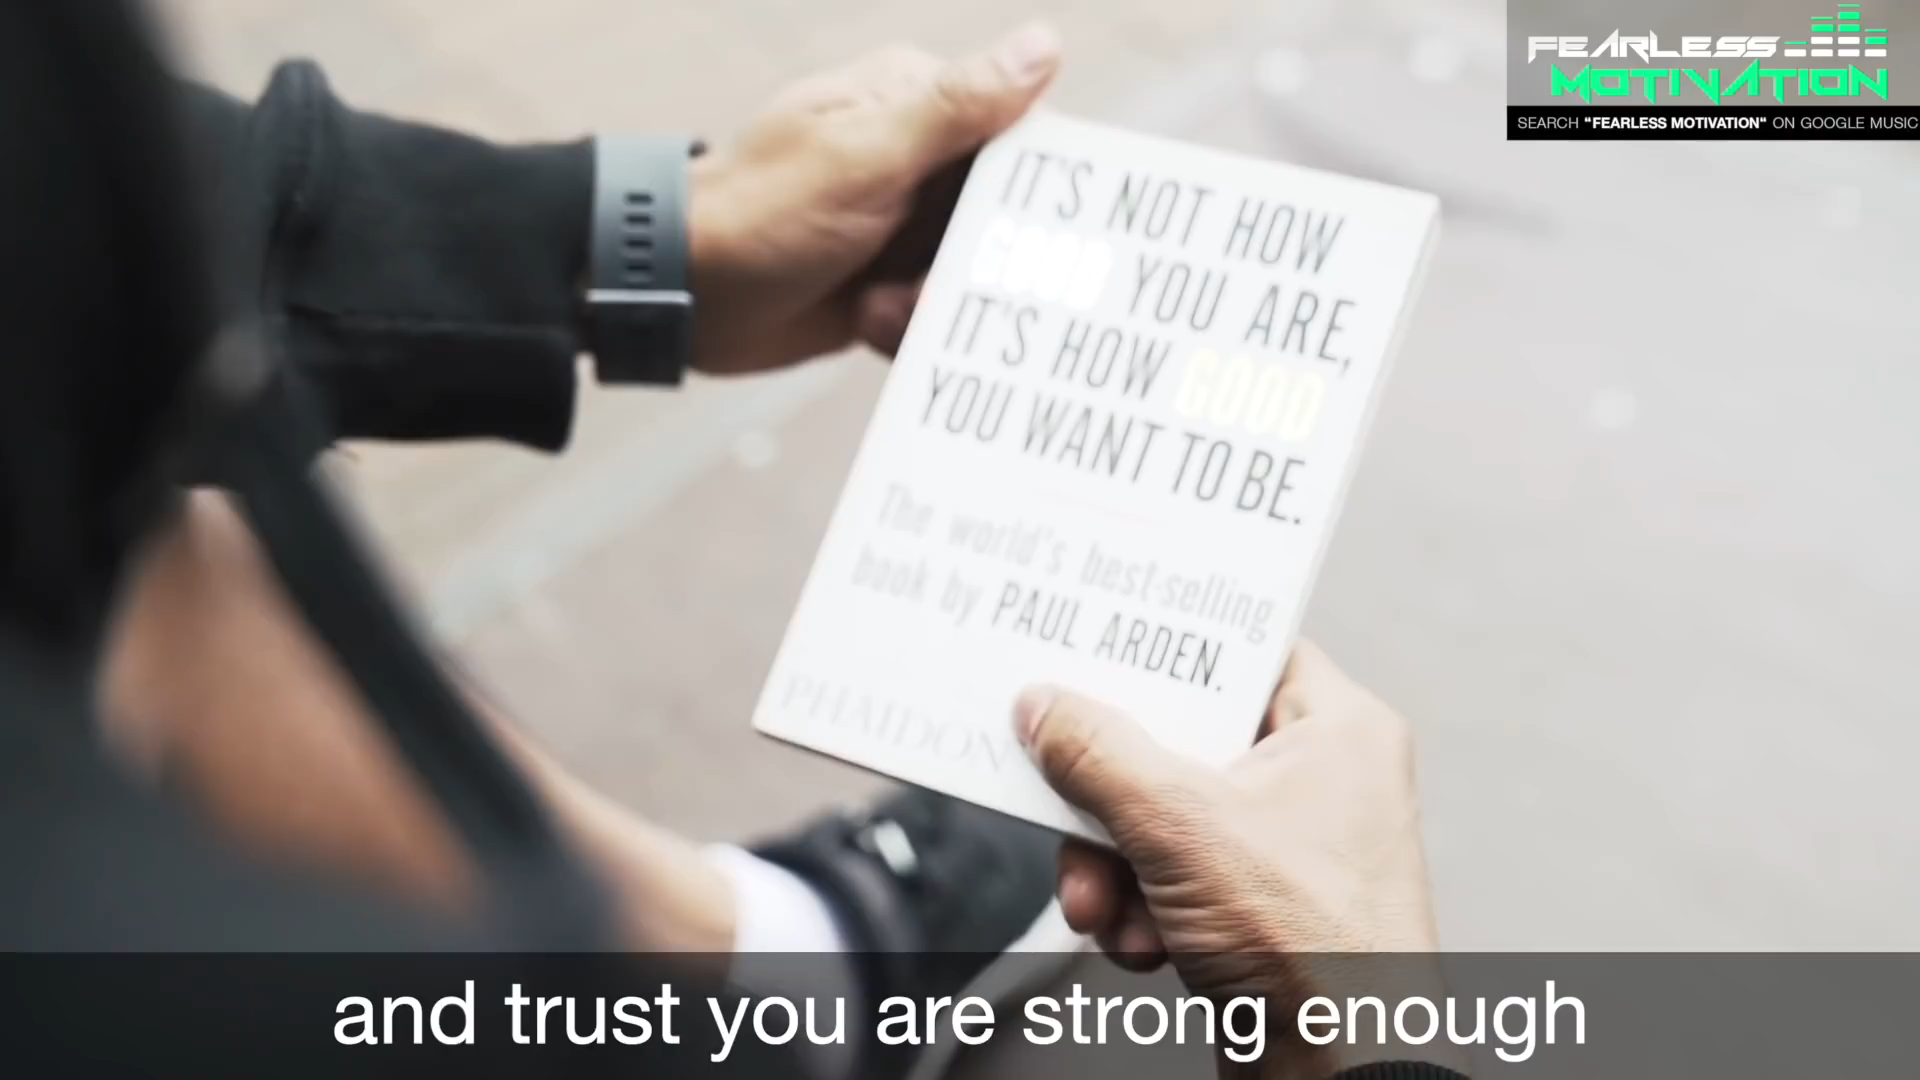 FEARLESS
MOTIVATION
SEARCH "FEARLESS MOTIVATION" ON GOOGLE MUSIC
IT'S NOT HOW
GOOD YOU ARE,
IT'S HOW GOOD
YOU WANT TO BE.
The world's best-selling
book by PAUL ARDEN.
PHAIDON
and trust you are strong enough